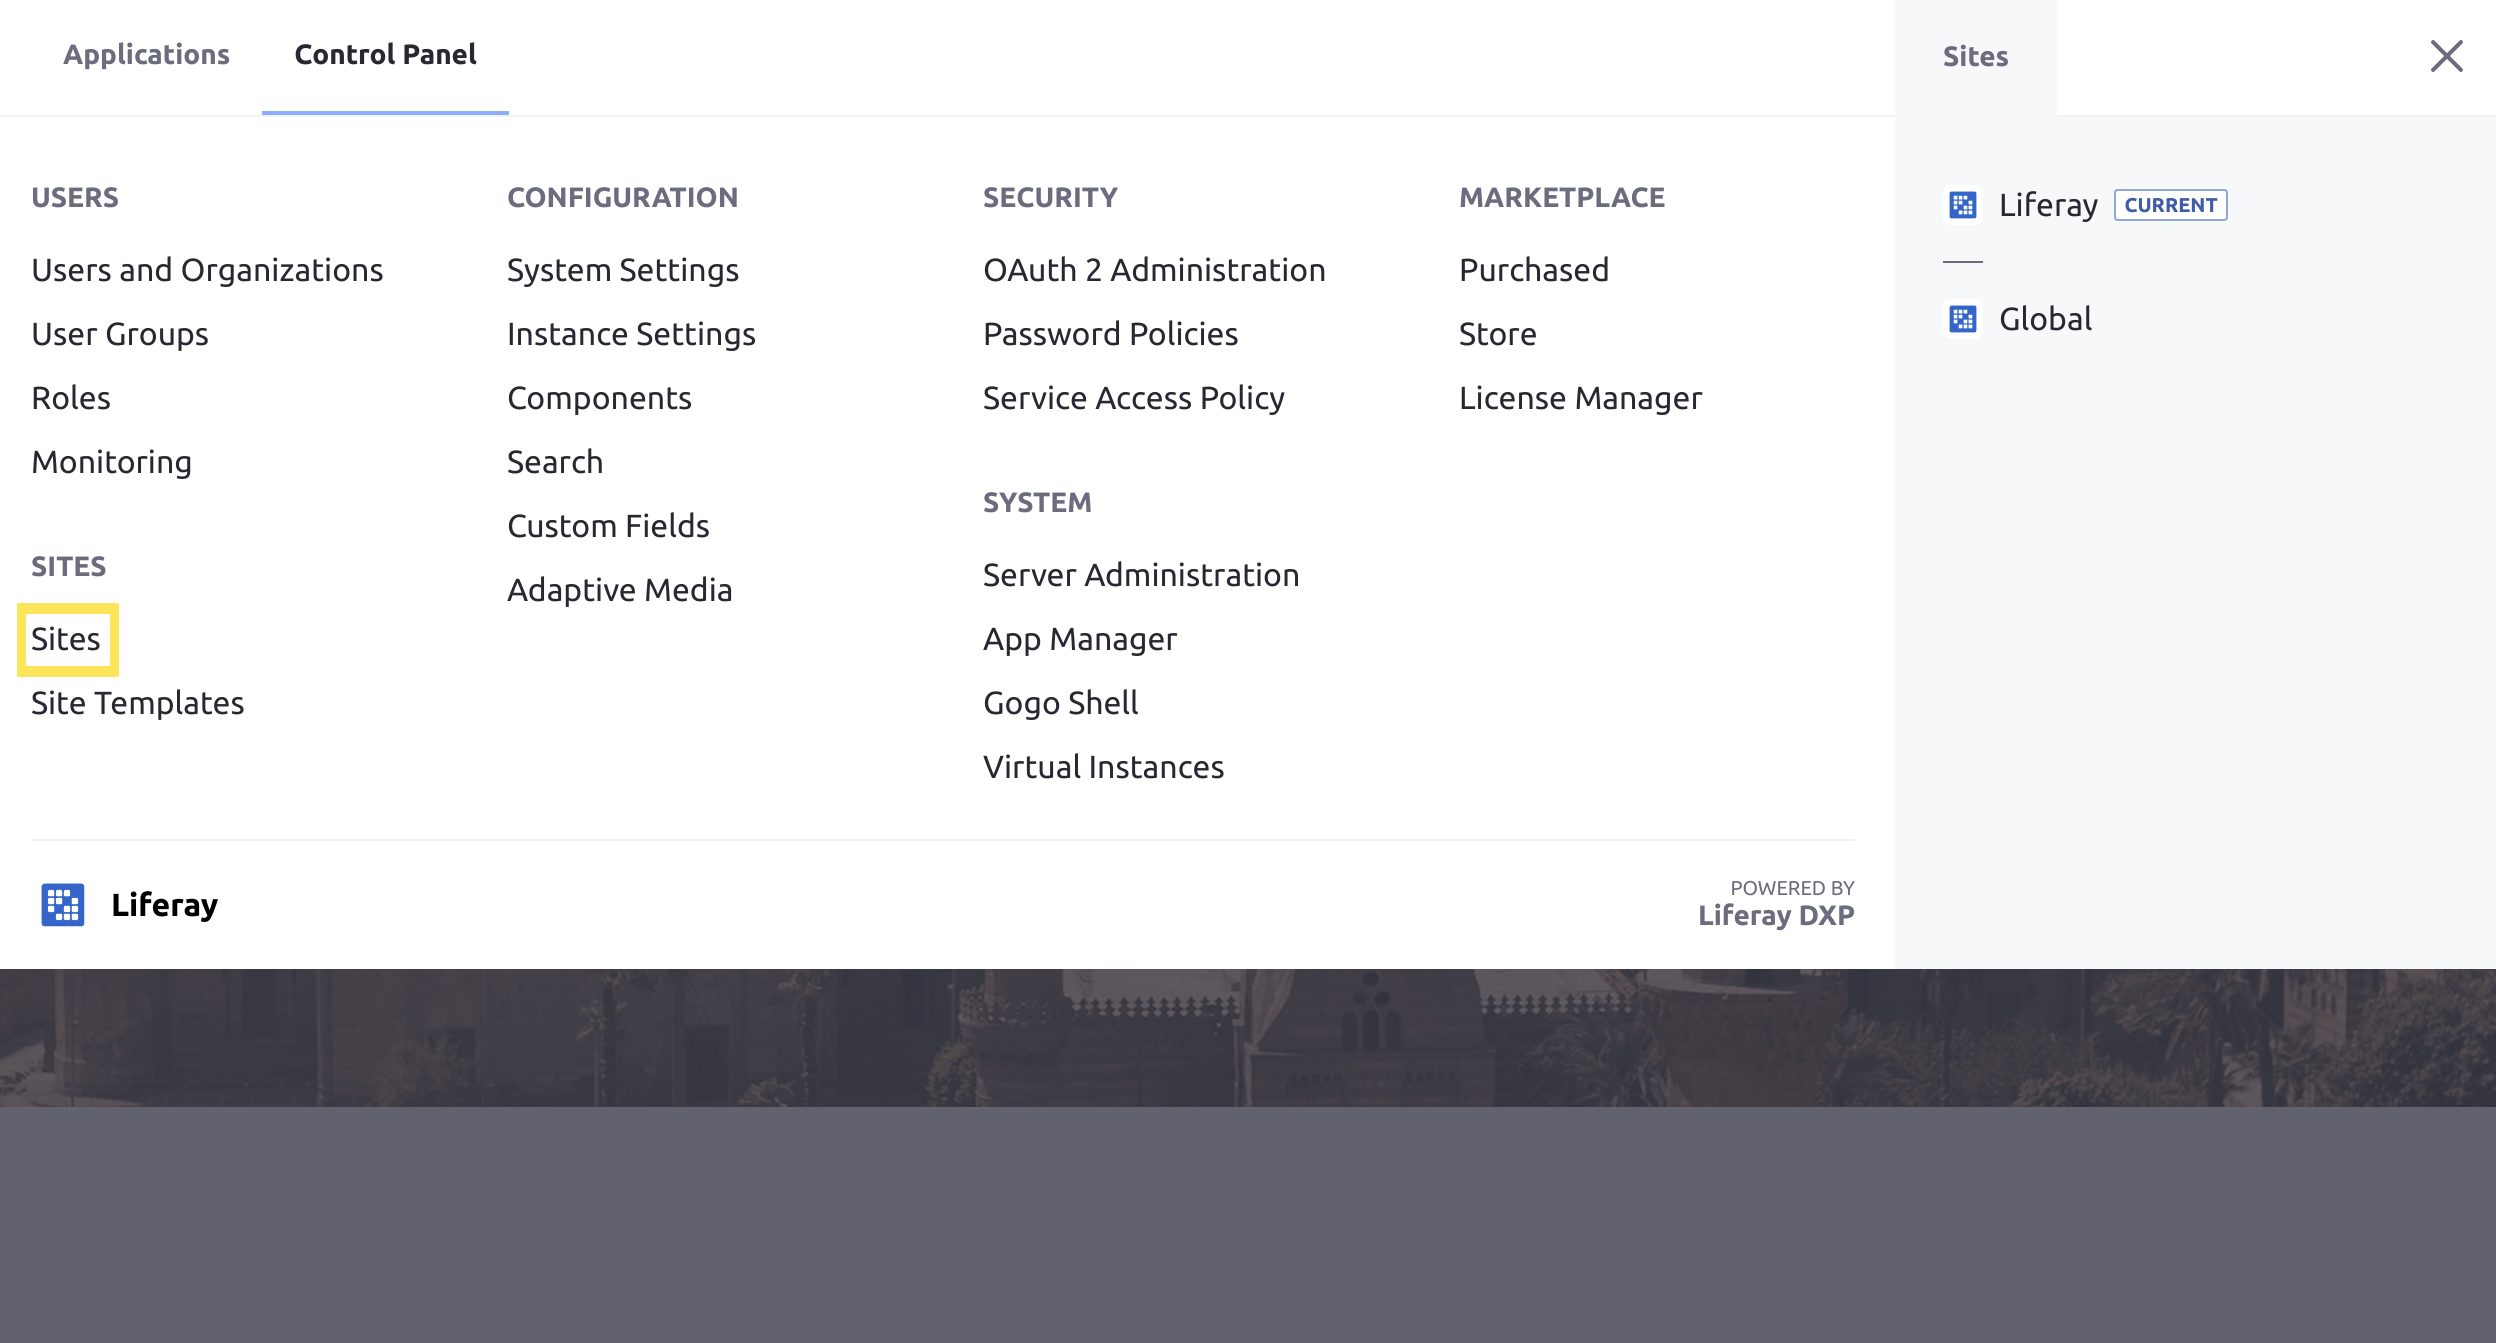 Applications
Control Panel
Sites
USERS
Users and Organizations
User Groups
Roles
Monitoring
SITES
Sites
Site Templates
CONFIGURATION
System Settings
Instance Settings
Components
Search
Custom Fields
Adaptive Media
SECURITY
OAuth 2 Administration
Password Policies
Service Access Policy
SYSTEM
Server Administration
App Manager
Gogo Shell
Virtual Instances
MARKETPLACE
Purchased
Store
License Manager
Liferay CURRENT
Global
Liferay
POWERED BY
Liferay DXP